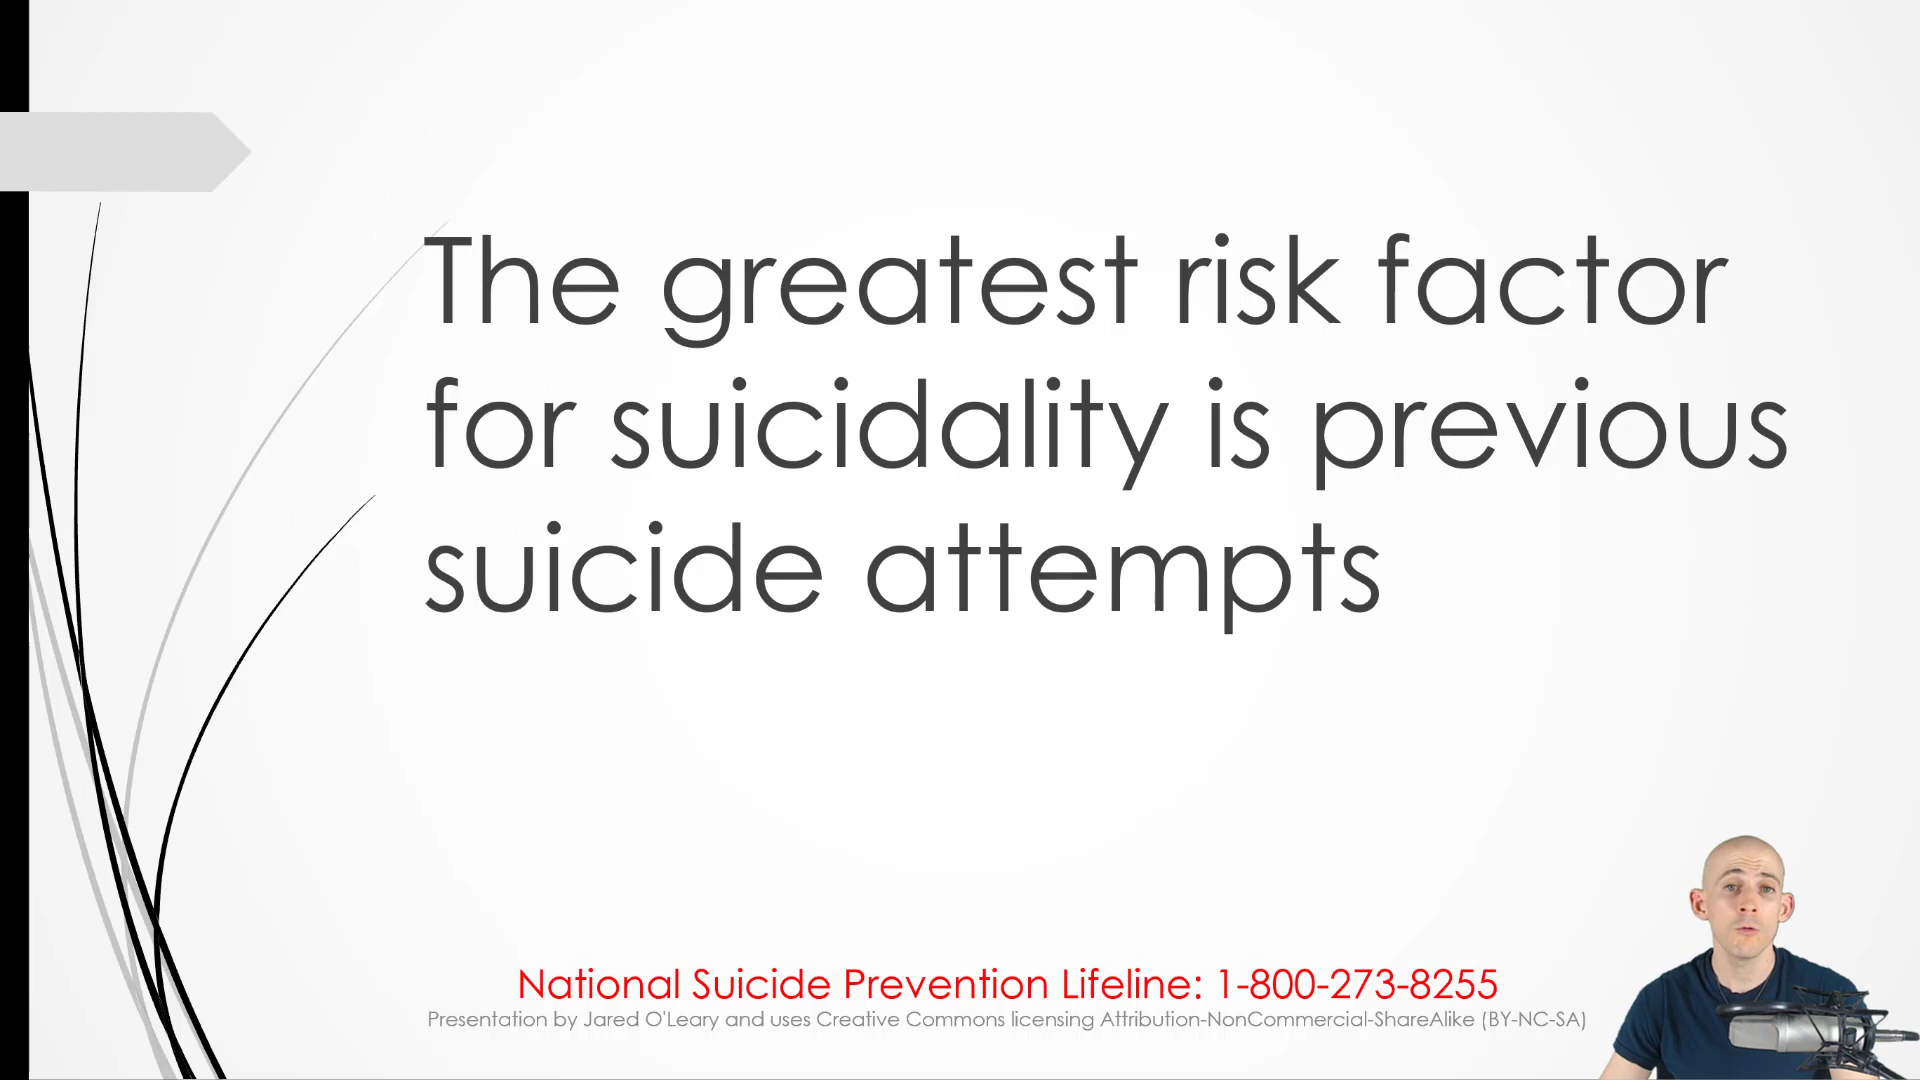 The greatest risk factor
for suicidality is previous
suicide attempts
National Suicide Prevention Lifeline: 1-800-273-8255
Presentation by Jared O'Leary and uses Creative Commons licensing Attribution-NonCommercial-ShareAlike (BY-NC-SA)